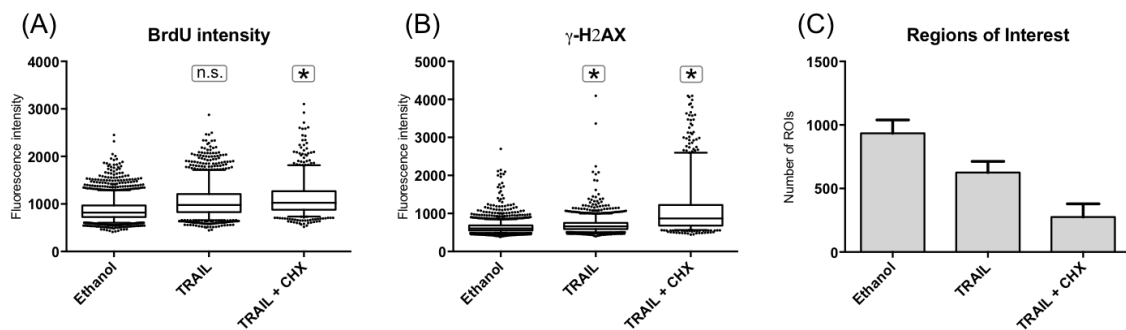 (A)
BrdU intensity
Fluorescence intensity
4000
3000
2000
1000
0
n.s.
*
Ethanol
TRAIL
TRAIL + CHX
(B)
γ-H2AX
Fluorescence intensity
5000
4000
3000
2000
1000
0
*
*
Ethanol
TRAIL
TRAIL + CHX
(C)
Regions of Interest
Number of ROIs
1500
1000
500
0
Ethanol
TRAIL
TRAIL + CHX